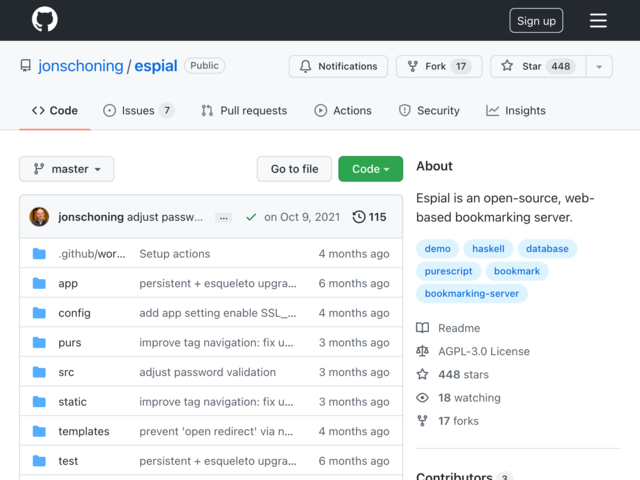 Sign up
jonschoning / espial Public
Notifications Fork 17 Star 448
Code Issues 7 Pull requests Actions Security Insights
master Go to file Code
About
Espial is an open-source, web-
based bookmarking server.
demo haskell database
purescript bookmark
bookmarking-server
Readme
AGPL-3.0 License
448 stars
18 watching
17 forks
Contributors 3
jonschoning adjust passw... ... on Oct 9, 2021 115
.github/wor... Setup actions 4 months ago
app persistent + esqueleto upgra... 6 months ago
config add app setting enable SSL_... 4 months ago
purs improve tag navigation: fix u... 3 months ago
src adjust password validation 3 months ago
static improve tag navigation: fix u... 3 months ago
templates prevent 'open redirect' via n... 4 months ago
test persistent + esqueleto upgra... 6 months ago